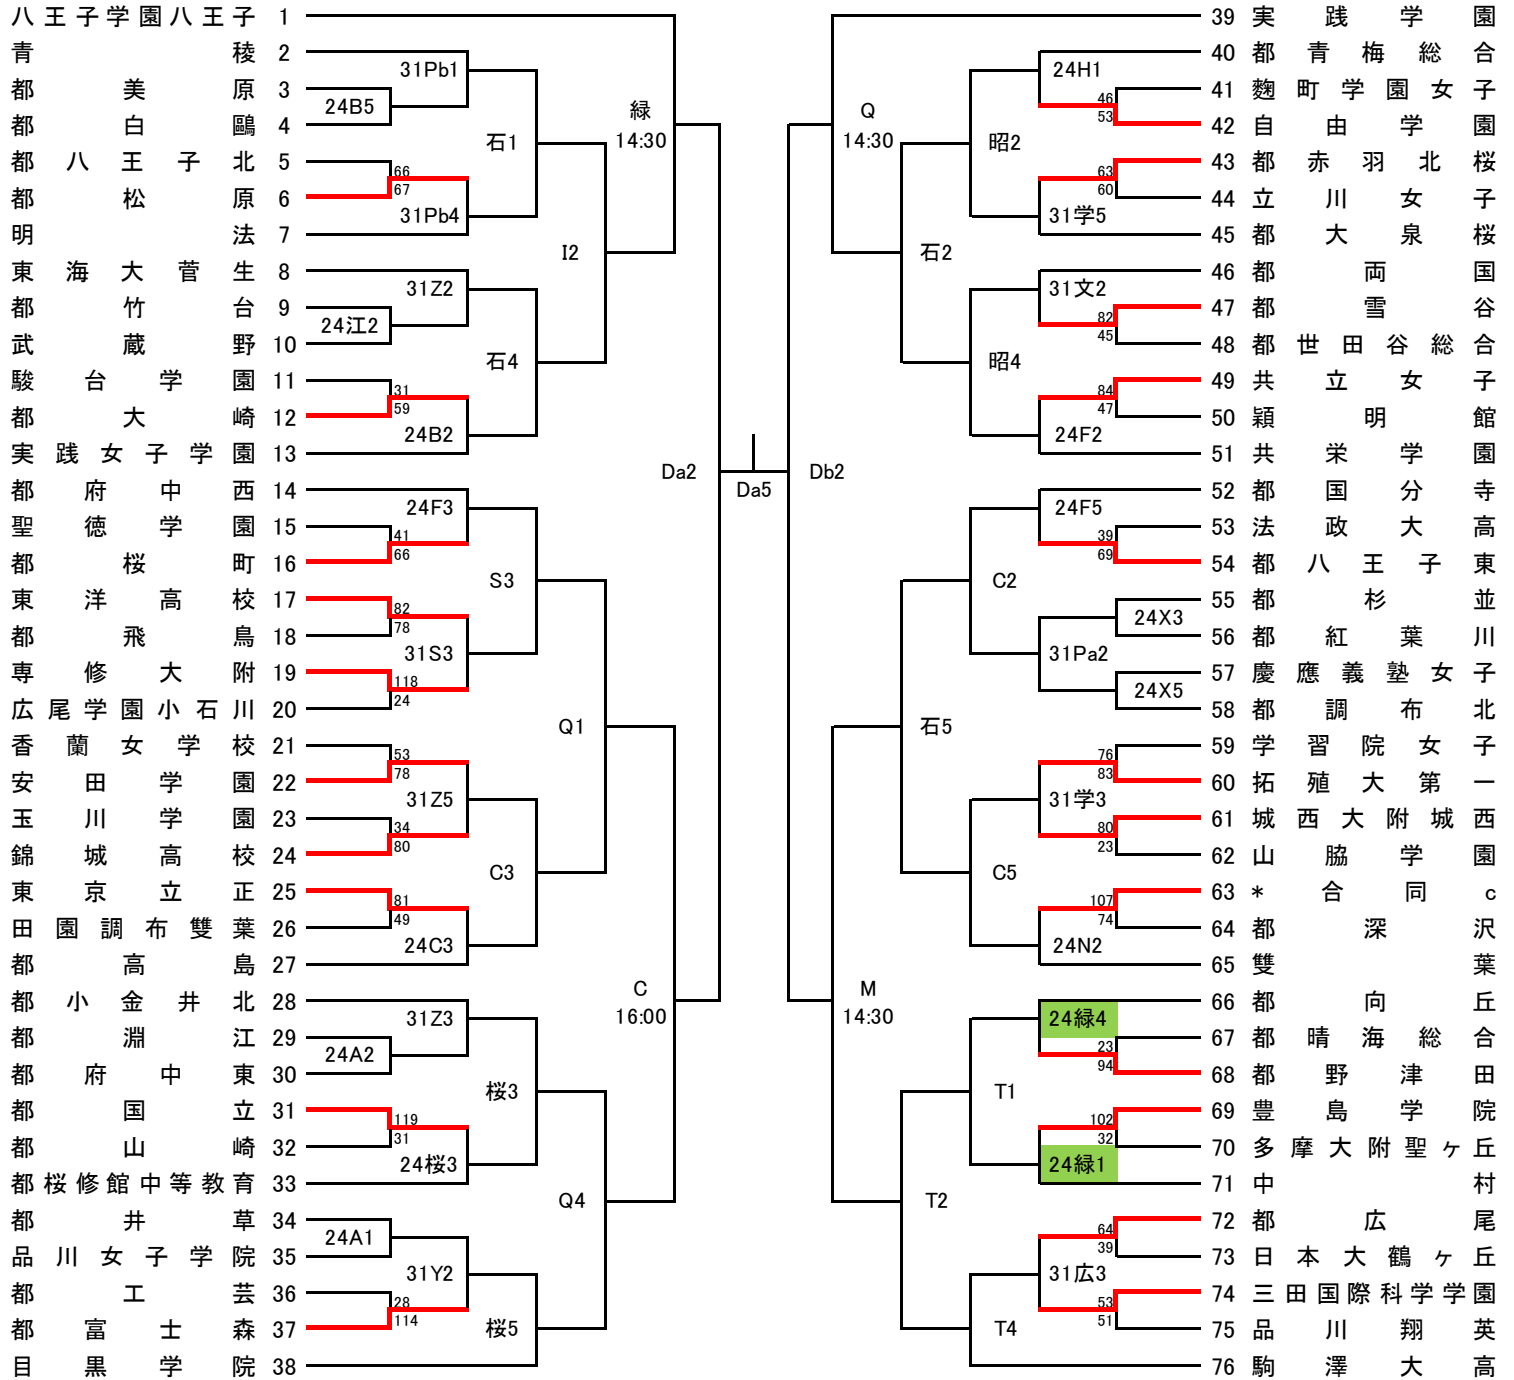 八王子学園八王子 1
青稜 2
都美原 3
都白鷗 4
都八王子北 5
都松原 6
明法 7
東海大菅生 8
都竹台 9
武蔵野 10
駿台学園 11
都大崎 12
実践女子学園 13
都府中西 14
聖徳学園 15
都桜町 16
東洋高校 17
都飛鳥 18
専修大附 19
広尾学園小石川 20
香蘭女学校 21
安田学園 22
玉川学園 23
錦城高校 24
東京立正 25
田園調布雙葉 26
都高島 27
都小金井北 28
都淵江 29
都府中東 30
都国立 31
都山崎 32
都桜修館中等教育 33
都井草 34
品川女子学院 35
都工芸 36
都富士森 37
目黒学院 38
31Pb1
24B5
66
67
31Pb4
31Z2
24江2
31
59
24B2
24F3
41
66
82
78
31S3
118
24
53
78
31Z5
34
80
81
49
24C3
31Z3
24A2
119
31
24桜3
24A1
31Y2
28
114
石1
石4
S3
C3
桜3
桜5
I2
Q1
Q4
緑
14:30
C
16:00
Da2
Da5
Db2
Q
14:30
M
14:30
石2
石5
T2
昭2
昭4
C2
C5
T1
T4
24H1
46
53
63
60
31学5
31文2
82
45
84
47
24F2
24F5
39
69
24X3
31Pa2
24X5
76
83
31学3
80
23
107
74
24N2
24緑4
23
94
102
32
24緑1
64
39
31広3
53
51
39 実践学園
40 都青梅総合
41 麴町学園女子
42 自由学園
43 都赤羽北桜
44 立川女子
45 都大泉桜
46 都両国
47 都雪谷
48 都世田谷総合
49 共立女子
50 穎明館
51 共栄学園
52 都国分寺
53 法政大高
54 都八王子東
55 都杉並
56 都紅葉川
57 慶應義塾女子
58 都調布北
59 学習院女子
60 拓殖大第一
61 城西大附城西
62 山脇学園
63 *合同c
64 都深沢
65 雙葉
66 都向丘
67 都晴海総合
68 都野津田
69 豊島学院
70 多摩大附聖ヶ丘
71 中村
72 都広尾
73 日本大鶴ヶ丘
74 三田国際科学学園
75 品川翔英
76 駒澤大高